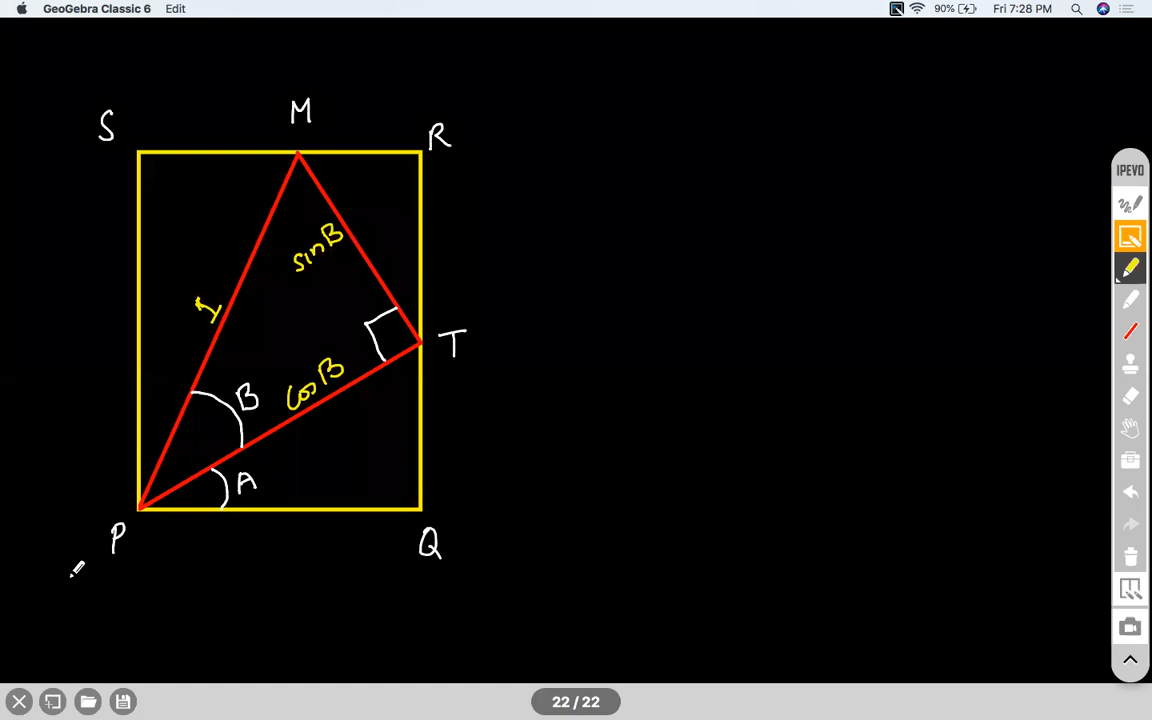 GeoGebra Classic 6 Edit 90% Fri 7:28 PM
S M R
IPEVO
sinB
1
T
cosB
B
A
P Q
22 / 22